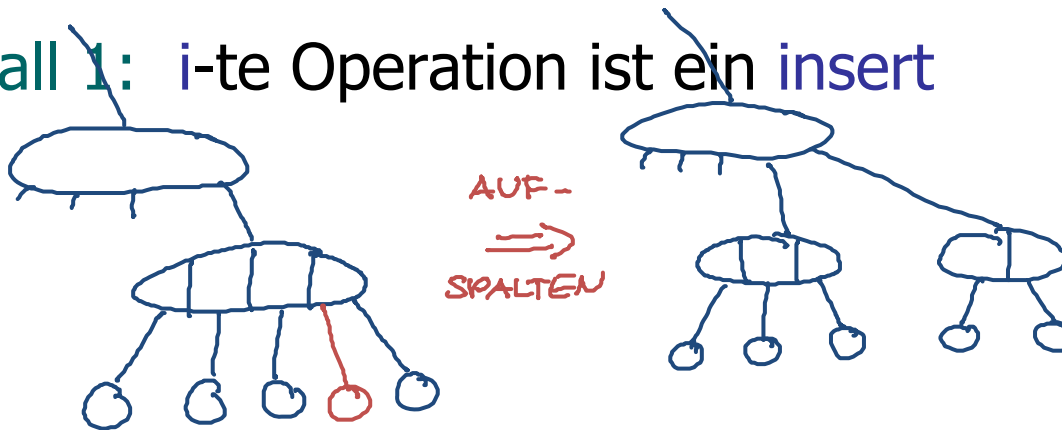 all 1: i-te Operation ist ein insert
AUF-
SPALTEN